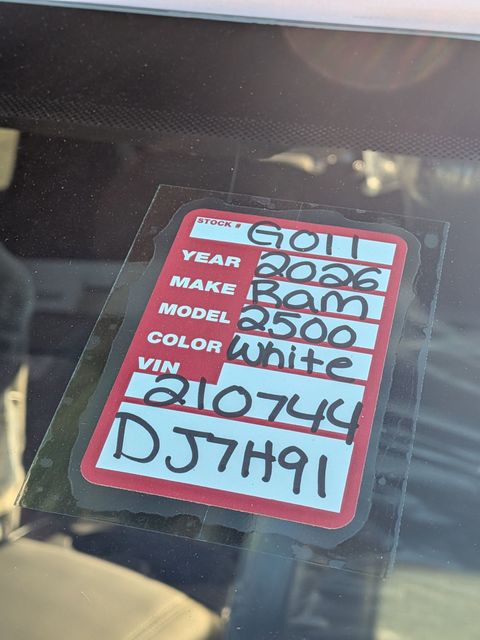 STOCK # G011
YEAR 2026
MAKE Ram
MODEL 2500
COLOR White
VIN
210744
DJ7H91